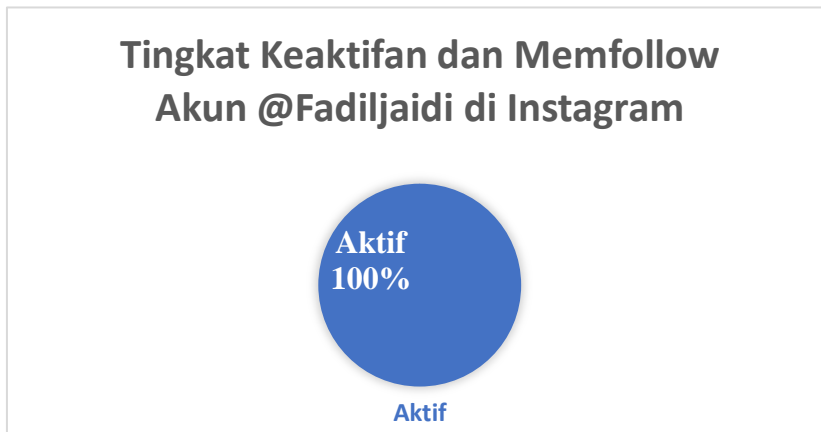 Tingkat Keaktifan dan Memfollow
Akun @Fadiljaidi di Instagram
Aktif
100%
Aktif